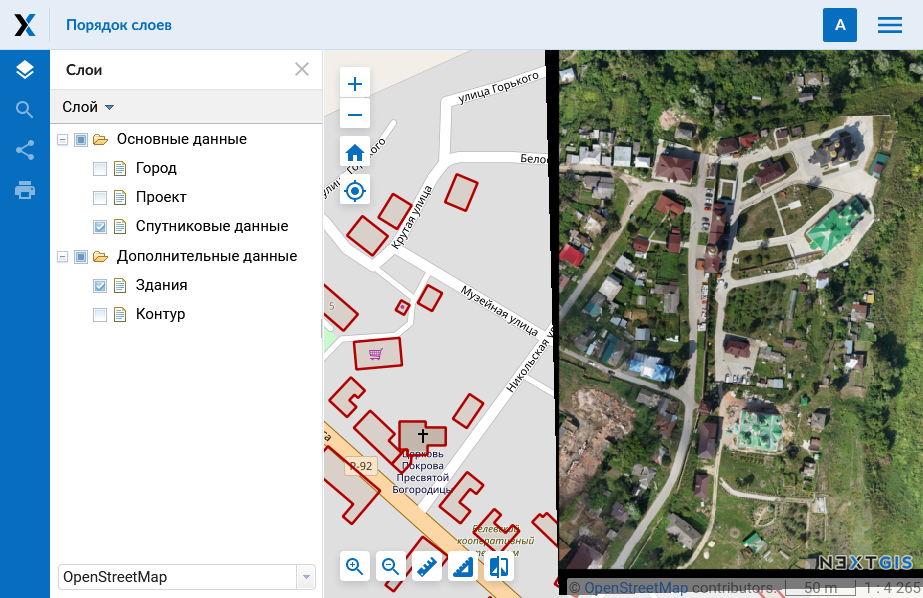 Порядок слоев
A
Слои
Слой
Основные данные
Город
Проект
Спутниковые данные
Дополнительные данные
Здания
Контур
OpenStreetMap
улица Горького
улица Горького
Крутая улица
Музейная улица
Никольская
5
Р-92
Церковь
Покрова
Пресвятой
Богородицы
Белевский
кооперативный
NEXTGIS
© OpenStreetMap contributors.
50 m
1 : 4 265